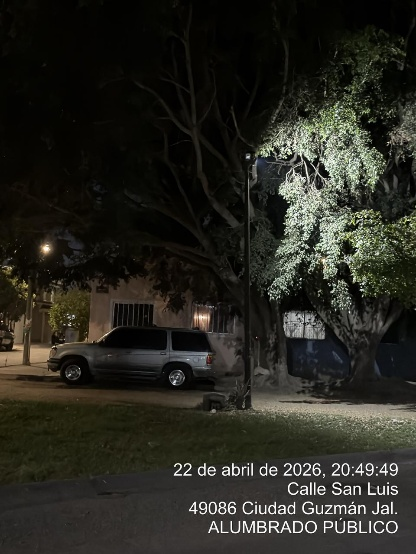 22 de abril de 2026, 20:49:49
Calle San Luis
49086 Ciudad Guzmán Jal.
ALUMBRADO PÚBLICO